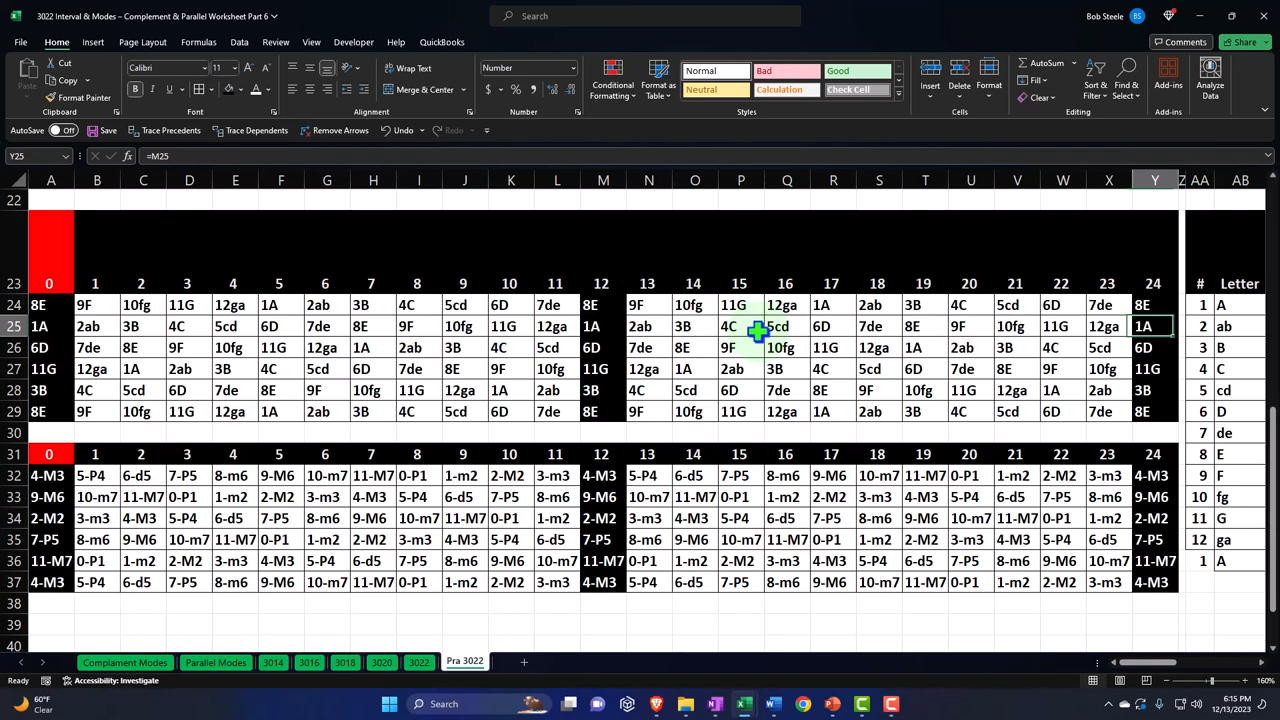 3022 Interval & Modes – Complement & Parallel Worksheet Part 6
Search
Bob Steele BS
File Home Insert Page Layout Formulas Data Review View Developer Automate Help QuickBooks Comments Share
Cut
Copy
Paste Format Painter
Calibri 11
Wrap Text
Merge & Center
Number
Conditional Formatting
Format as Table
Normal Bad Good
Neutral Calculation Check Cell
Insert Delete Format
AutoSum
Fill
Clear
Sort & Filter
Find & Select
Add-ins
Analyze Data
Clipboard Font Alignment Number Styles Cells Editing Add-ins
AutoSave Off Save Trace Precedents Trace Dependents Remove Arrows Undo Redo
Y25 fx =M25
A B C D E F G H I J K L M N O P Q R S T U V W X Y Z AA AB
22
23 0 1 2 3 4 5 6 7 8 9 10 11 12 13 14 15 16 17 18 19 20 21 22 23 24 # Letter
24 8E 9F 10fg 11G 12ga 1A 2ab 3B 4C 5cd 6D 7de 8E 9F 10fg 11G 12ga 1A 2ab 3B 4C 5cd 6D 7de 8E 1 A
25 1A 2ab 3B 4C 5cd 6D 7de 8E 9F 10fg 11G 12ga 1A 2ab 3B 4C 5cd 6D 7de 8E 9F 10fg 11G 12ga 1A 2 ab
26 6D 7de 8E 9F 10fg 11G 12ga 1A 2ab 3B 4C 5cd 6D 7de 8E 9F 10fg 11G 12ga 1A 2ab 3B 4C 5cd 6D 3 B
27 11G 12ga 1A 2ab 3B 4C 5cd 6D 7de 8E 9F 10fg 11G 12ga 1A 2ab 3B 4C 5cd 6D 7de 8E 9F 10fg 11G 4 C
28 3B 4C 5cd 6D 7de 8E 9F 10fg 11G 12ga 1A 2ab 3B 4C 5cd 6D 7de 8E 9F 10fg 11G 12ga 1A 2ab 3B 5 cd
29 8E 9F 10fg 11G 12ga 1A 2ab 3B 4C 5cd 6D 7de 8E 9F 10fg 11G 12ga 1A 2ab 3B 4C 5cd 6D 7de 8E 6 D
30 7 de
31 0 1 2 3 4 5 6 7 8 9 10 11 12 13 14 15 16 17 18 19 20 21 22 23 24 8 E
32 4-M3 5-P4 6-d5 7-P5 8-m6 9-M6 10-m7 11-M7 0-P1 1-m2 2-M2 3-m3 4-M3 5-P4 6-d5 7-P5 8-m6 9-M6 10-m7 11-M7 0-P1 1-m2 2-M2 3-m3 4-M3 9 F
33 9-M6 10-m7 11-M7 0-P1 1-m2 2-M2 3-m3 4-M3 5-P4 6-d5 7-P5 8-m6 9-M6 10-m7 11-M7 0-P1 1-m2 2-M2 3-m3 4-M3 5-P4 6-d5 7-P5 8-m6 9-M6 10 fg
34 2-M2 3-m3 4-M3 5-P4 6-d5 7-P5 8-m6 9-M6 10-m7 11-M7 0-P1 1-m2 2-M2 3-m3 4-M3 5-P4 6-d5 7-P5 8-m6 9-M6 10-m7 11-M7 0-P1 1-m2 2-M2 11 G
35 7-P5 8-m6 9-M6 10-m7 11-M7 0-P1 1-m2 2-M2 3-m3 4-M3 5-P4 6-d5 7-P5 8-m6 9-M6 10-m7 11-M7 0-P1 1-m2 2-M2 3-m3 4-M3 5-P4 6-d5 7-P5 12 ga
36 11-M7 0-P1 1-m2 2-M2 3-m3 4-M3 5-P4 6-d5 7-P5 8-m6 9-M6 10-m7 11-M7 0-P1 1-m2 2-M2 3-m3 4-M3 5-P4 6-d5 7-P5 8-m6 9-M6 10-m7 11-M7 1 A
37 4-M3 5-P4 6-d5 7-P5 8-m6 9-M6 10-m7 11-M7 0-P1 1-m2 2-M2 3-m3 4-M3 5-P4 6-d5 7-P5 8-m6 9-M6 10-m7 11-M7 0-P1 1-m2 2-M2 3-m3 4-M3
38
39
40
Complament Modes Parallel Modes 3014 3016 3018 3020 3022 Pra 3022
Ready Accessibility: Investigate 160%
60°F
Clear
Search
6:15 PM
12/13/2023